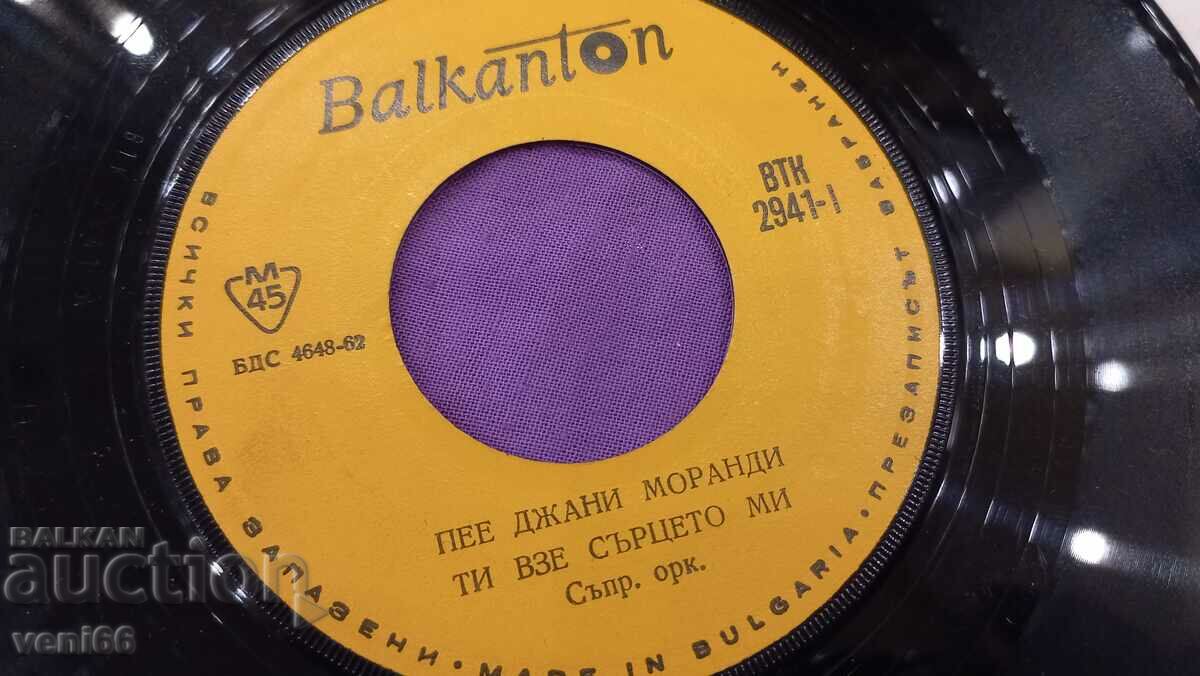 Balkanton
ВТК
2941-I
М
45
БДС 4648-62
ПЕЕ ДЖАНИ МОРАНДИ
ТИ ВЗЕ СЪРЦЕТО МИ
Съпр. орк.
ВСИЧКИ ПРАВА ЗАПАЗЕНИ • MADE IN BULGARIA • ПРЕЗАПИСЪТ ЗАБРАНЕН
BALKAN
auction
veni66